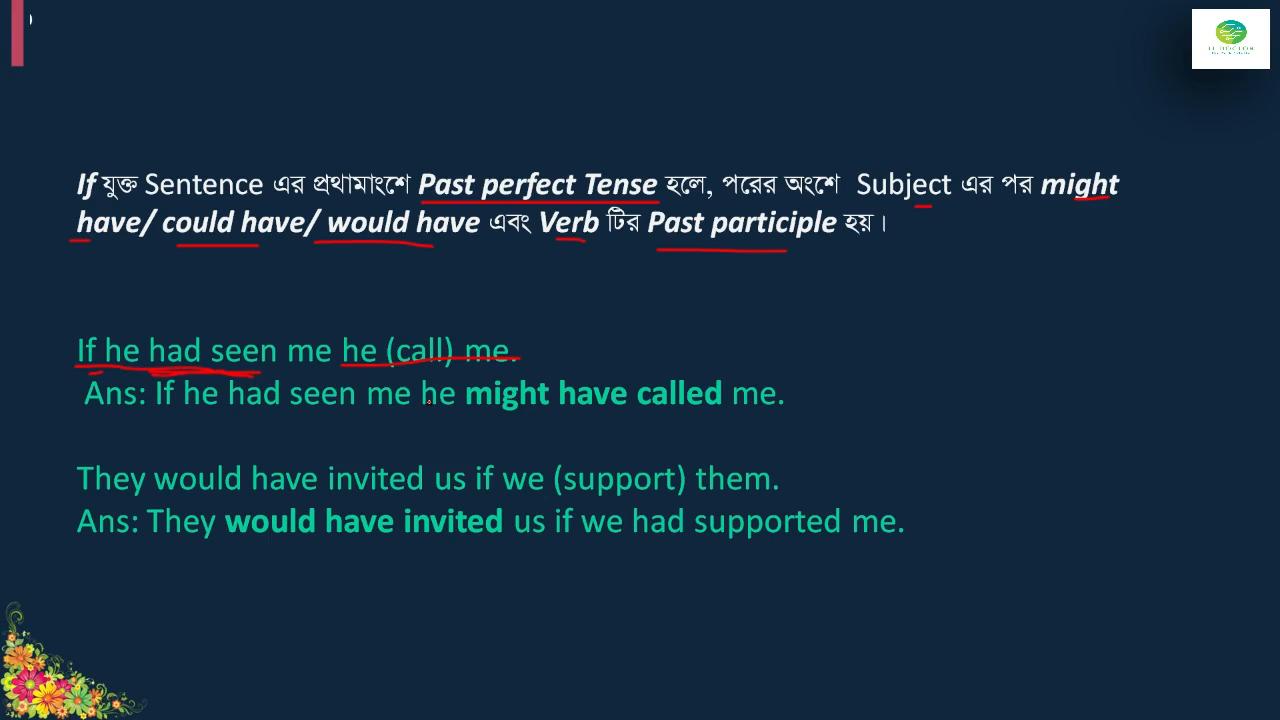 If যুক্ত Sentence এর প্রথামাংশে Past perfect Tense হলে, পরের অংশে Subject এর পর might
have/ could have/ would have এবং Verb টির Past participle হয়।
If he had seen me he (call) me.
Ans: If he had seen me he might have called me.
They would have invited us if we (support) them.
Ans: They would have invited us if we had supported me.